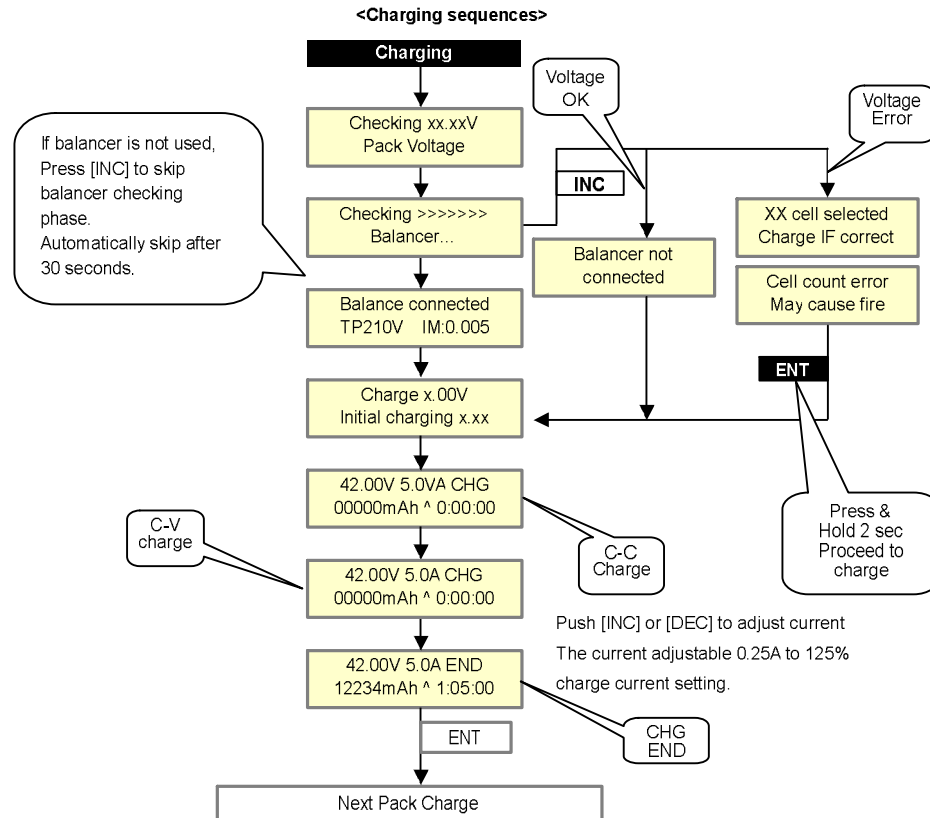 <Charging sequences>
Charging
Voltage
OK
Voltage
Error
If balancer is not used,
Press [INC] to skip
balancer checking
phase.
Automatically skip after
30 seconds.
Checking xx.xxV
Pack Voltage
INC
Checking >>>>>>>
Balancer...
XX cell selected
Charge IF correct
Balancer not
connected
Cell count error
May cause fire
Balance connected
TP210V IM:0.005
ENT
Charge x.00V
Initial charging x.xx
42.00V 5.0VA CHG
00000mAh ^ 0:00:00
C-V
charge
C-C
Charge
Press &
Hold 2 sec
Proceed to
charge
42.00V 5.0A CHG
00000mAh ^ 0:00:00
Push [INC] or [DEC] to adjust current
The current adjustable 0.25A to 125%
charge current setting.
42.00V 5.0A END
12234mAh ^ 1:05:00
CHG
END
ENT
Next Pack Charge